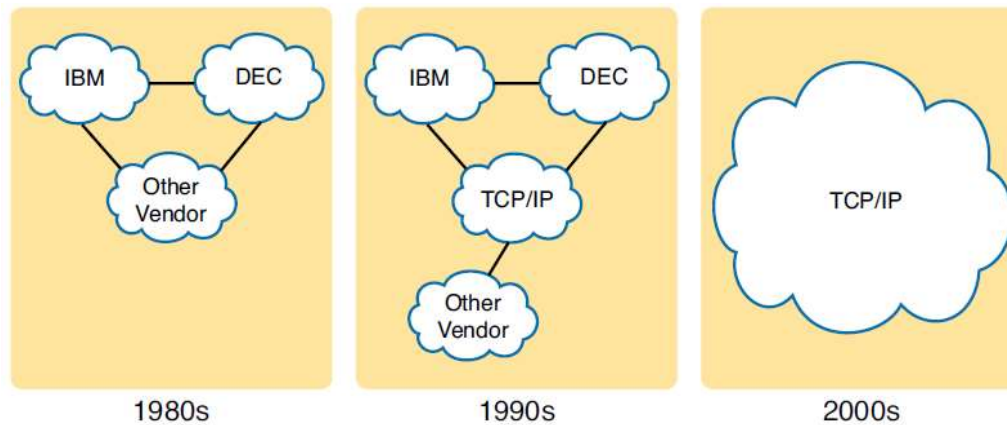 IBM
DEC
Other
Vendor
1980s
IBM
DEC
TCP/IP
Other
Vendor
1990s
TCP/IP
2000s